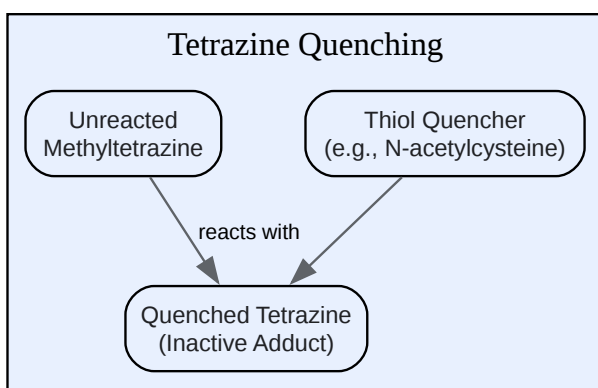 Tetrazine Quenching
Unreacted
Methyltetrazine
Thiol Quencher
(e.g., N-acetylcysteine)
reacts with
Quenched Tetrazine
(Inactive Adduct)